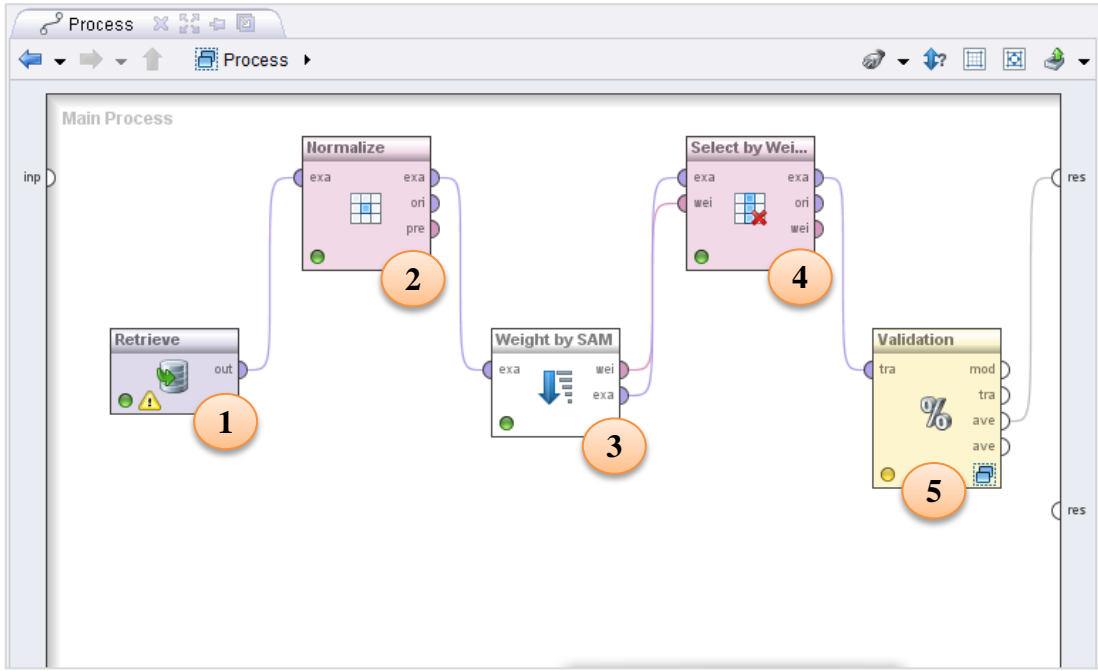 Process
Process
Main Process
inp
res
res
Normalize
exa exa
ori
pre
2
Select by Wei...
exa exa
wei ori
wei
4
Retrieve
out
1
Weight by SAM
exa wei
exa
3
Validation
tra mod
tra
ave
ave
%
5